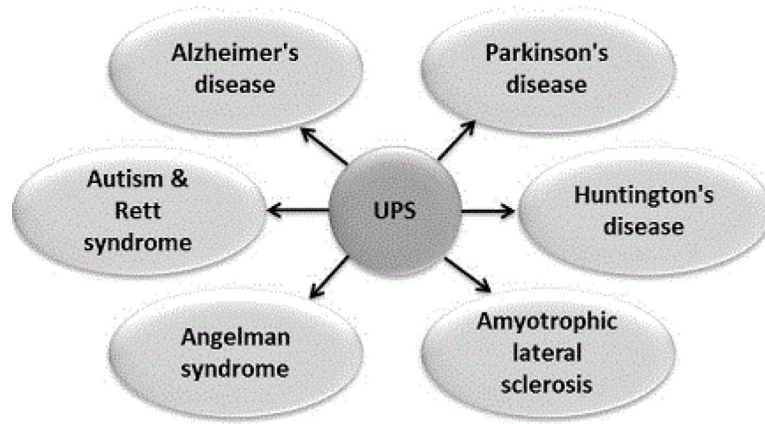 Alzheimer's
disease
Parkinson's
disease
Autism &
Rett
syndrome
UPS
Huntington's
disease
Angelman
syndrome
Amyotrophic
lateral
sclerosis